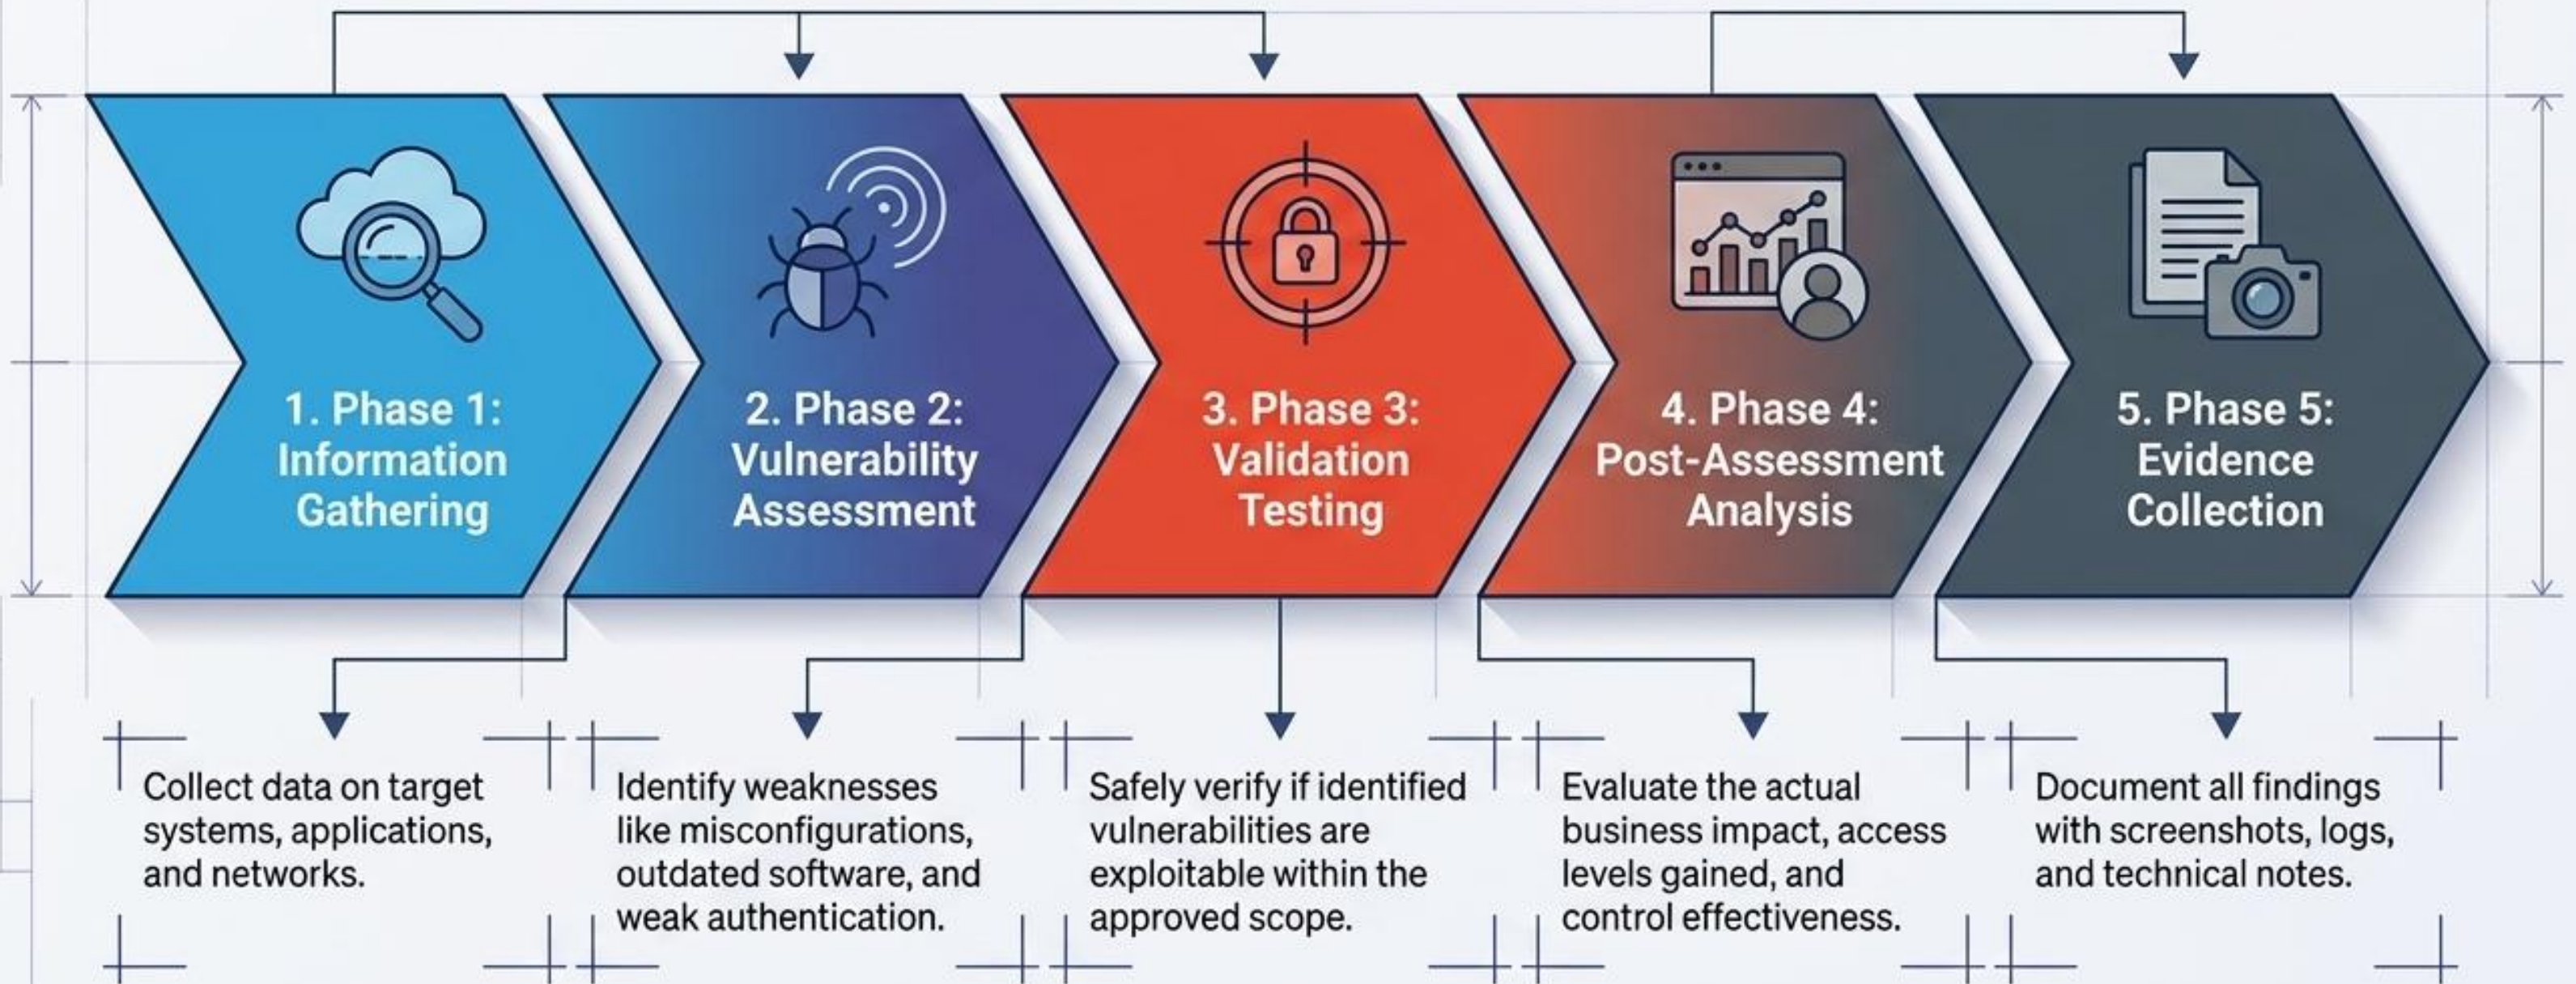 1. Phase 1:
Information
Gathering
2. Phase 2:
Vulnerability
Assessment
3. Phase 3:
Validation
Testing
4. Phase 4:
Post-Assessment
Analysis
5. Phase 5:
Evidence
Collection
Collect data on target
systems, applications,
and networks.
Identify weaknesses
like misconfigurations,
outdated software, and
weak authentication.
Safely verify if identified
vulnerabilities are
exploitable within the
approved scope.
Evaluate the actual
business impact, access
levels gained, and
control effectiveness.
Document all findings
with screenshots, logs,
and technical notes.